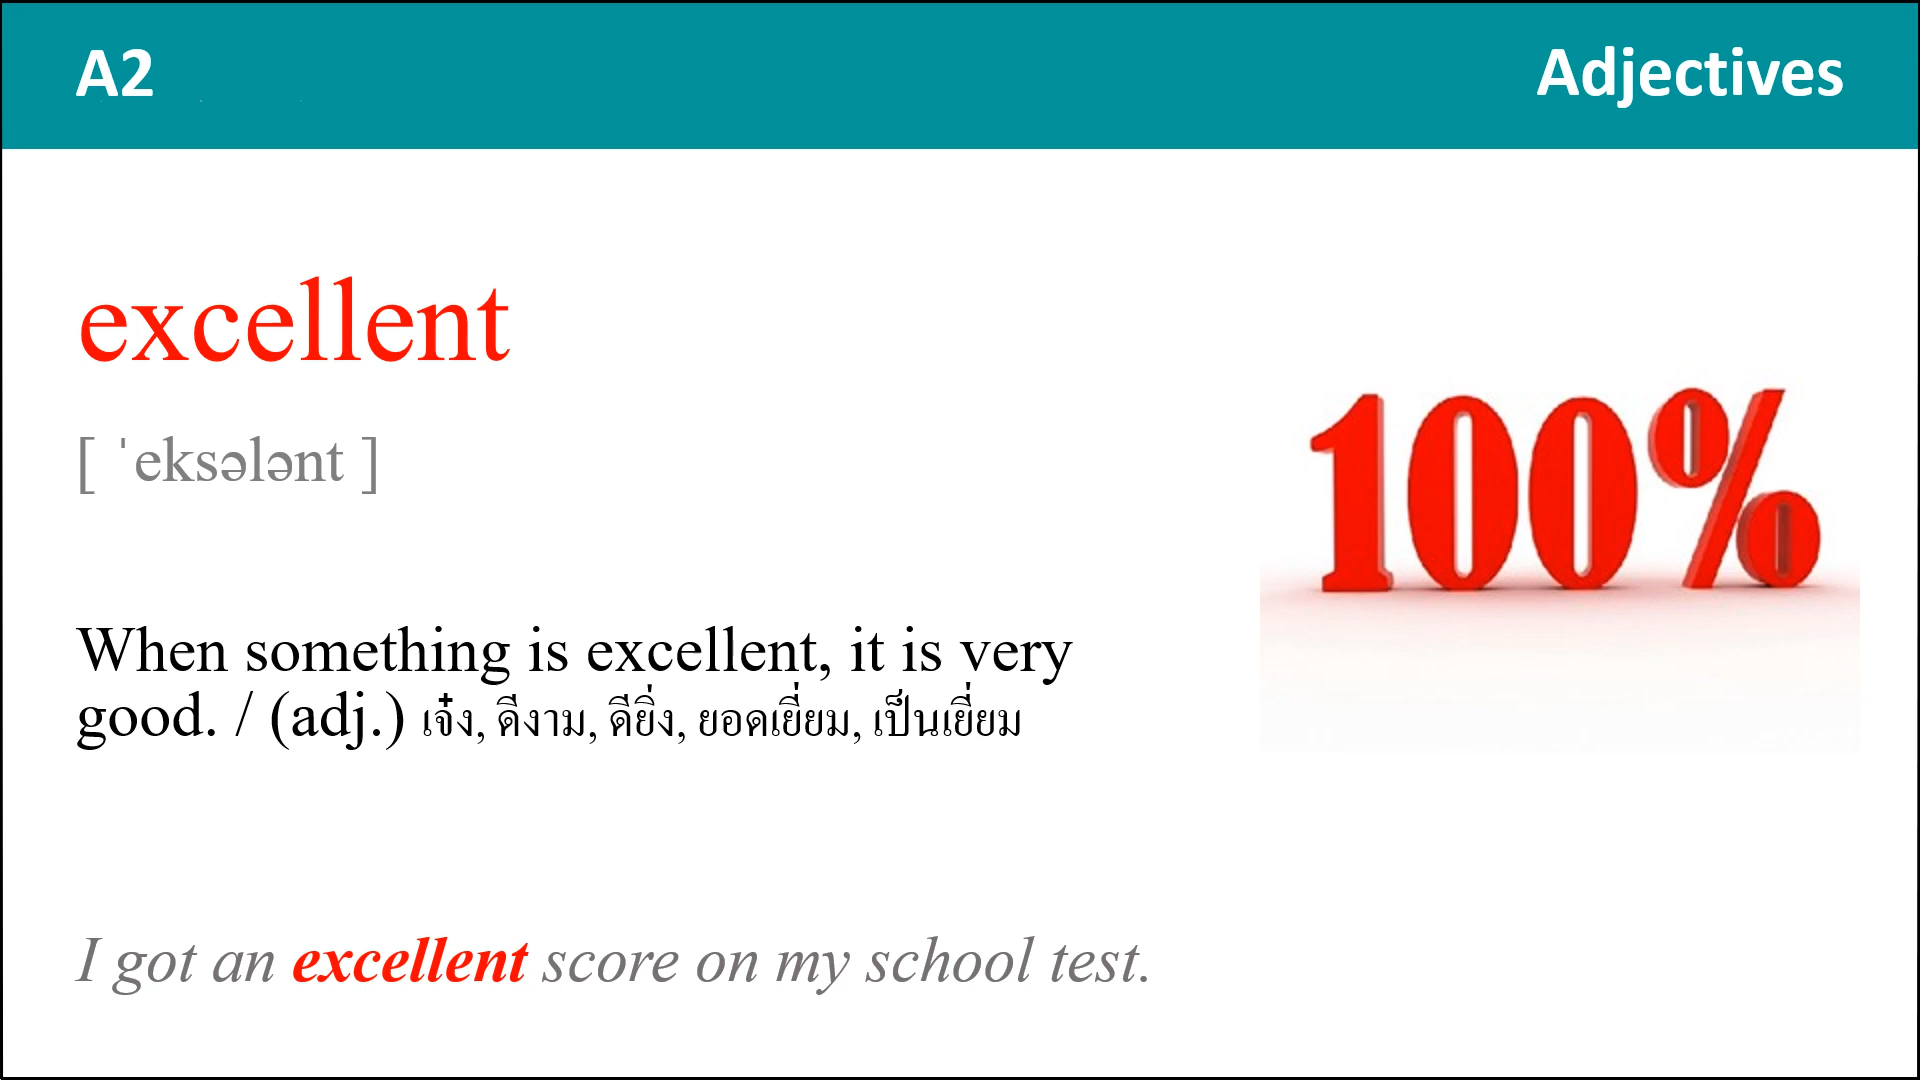 A2
Adjectives
excellent
[ ˈeksələnt ]
100%
When something is excellent, it is very
good. / (adj.) เจ๋ง, ดีงาม, ดียิ่ง, ยอดเยี่ยม, เป็นเยี่ยม
I got an excellent score on my school test.